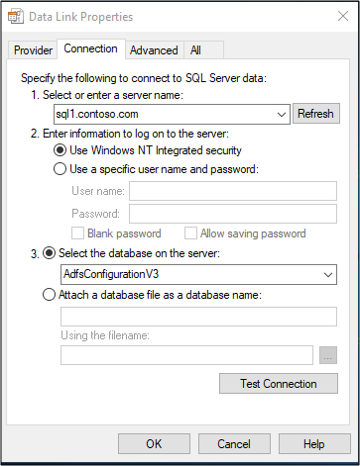 Data Link Properties
Provider Connection Advanced All
Specify the following to connect to SQL Server data:
1. Select or enter a server name:
sql1.contoso.com Refresh
2. Enter information to log on to the server:
Use Windows NT Integrated security
Use a specific user name and password:
User name:
Password:
Blank password Allow saving password
3. Select the database on the server:
AdfsConfigurationV3
Attach a database file as a database name:
Using the filename:
...
Test Connection
OK Cancel Help